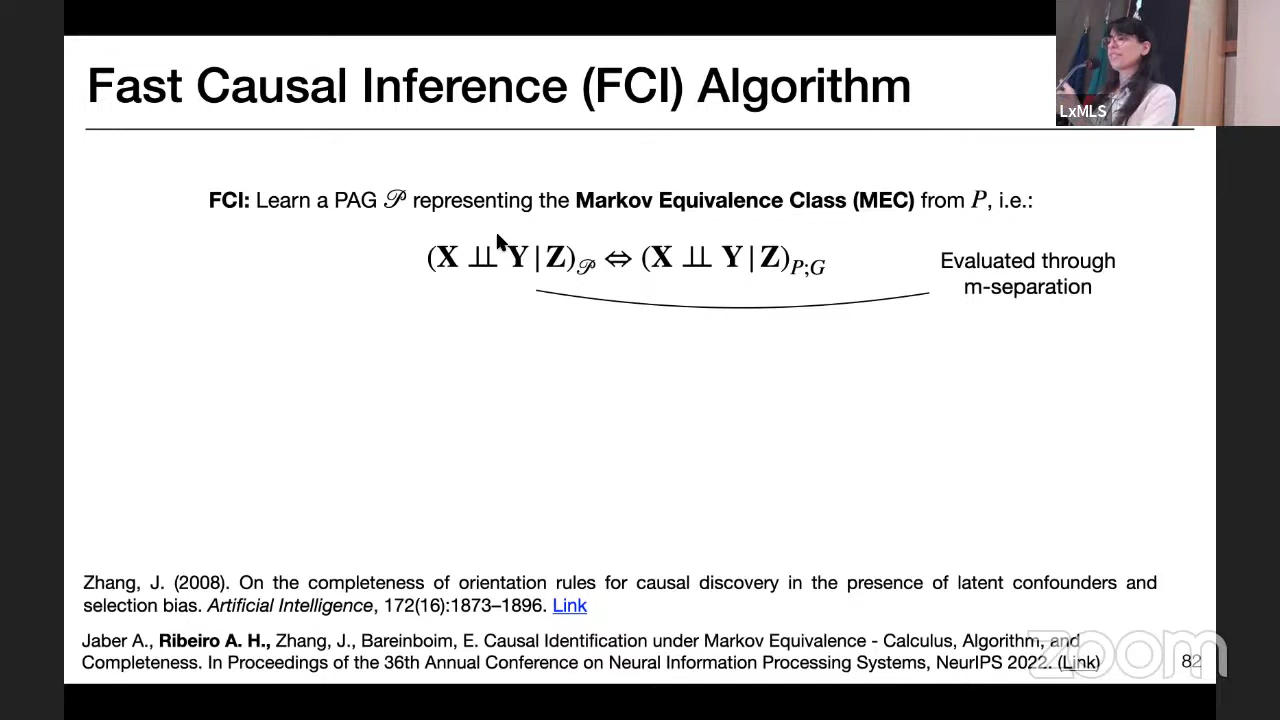 Fast Causal Inference (FCI) Algorithm
LxMLS
FCI: Learn a PAG 𝒫 representing the Markov Equivalence Class (MEC) from P, i.e.:
(X ⫫ Y | Z)𝒫 ⇔ (X ⫫ Y | Z)P;G
Evaluated through
m-separation
Zhang, J. (2008). On the completeness of orientation rules for causal discovery in the presence of latent confounders and
selection bias. Artificial Intelligence, 172(16):1873–1896. Link
Jaber A., Ribeiro A. H., Zhang, J., Bareinboim, E. Causal Identification under Markov Equivalence - Calculus, Algorithm, and
Completeness. In Proceedings of the 36th Annual Conference on Neural Information Processing Systems, NeurIPS 2022. (Link)
82
zoom